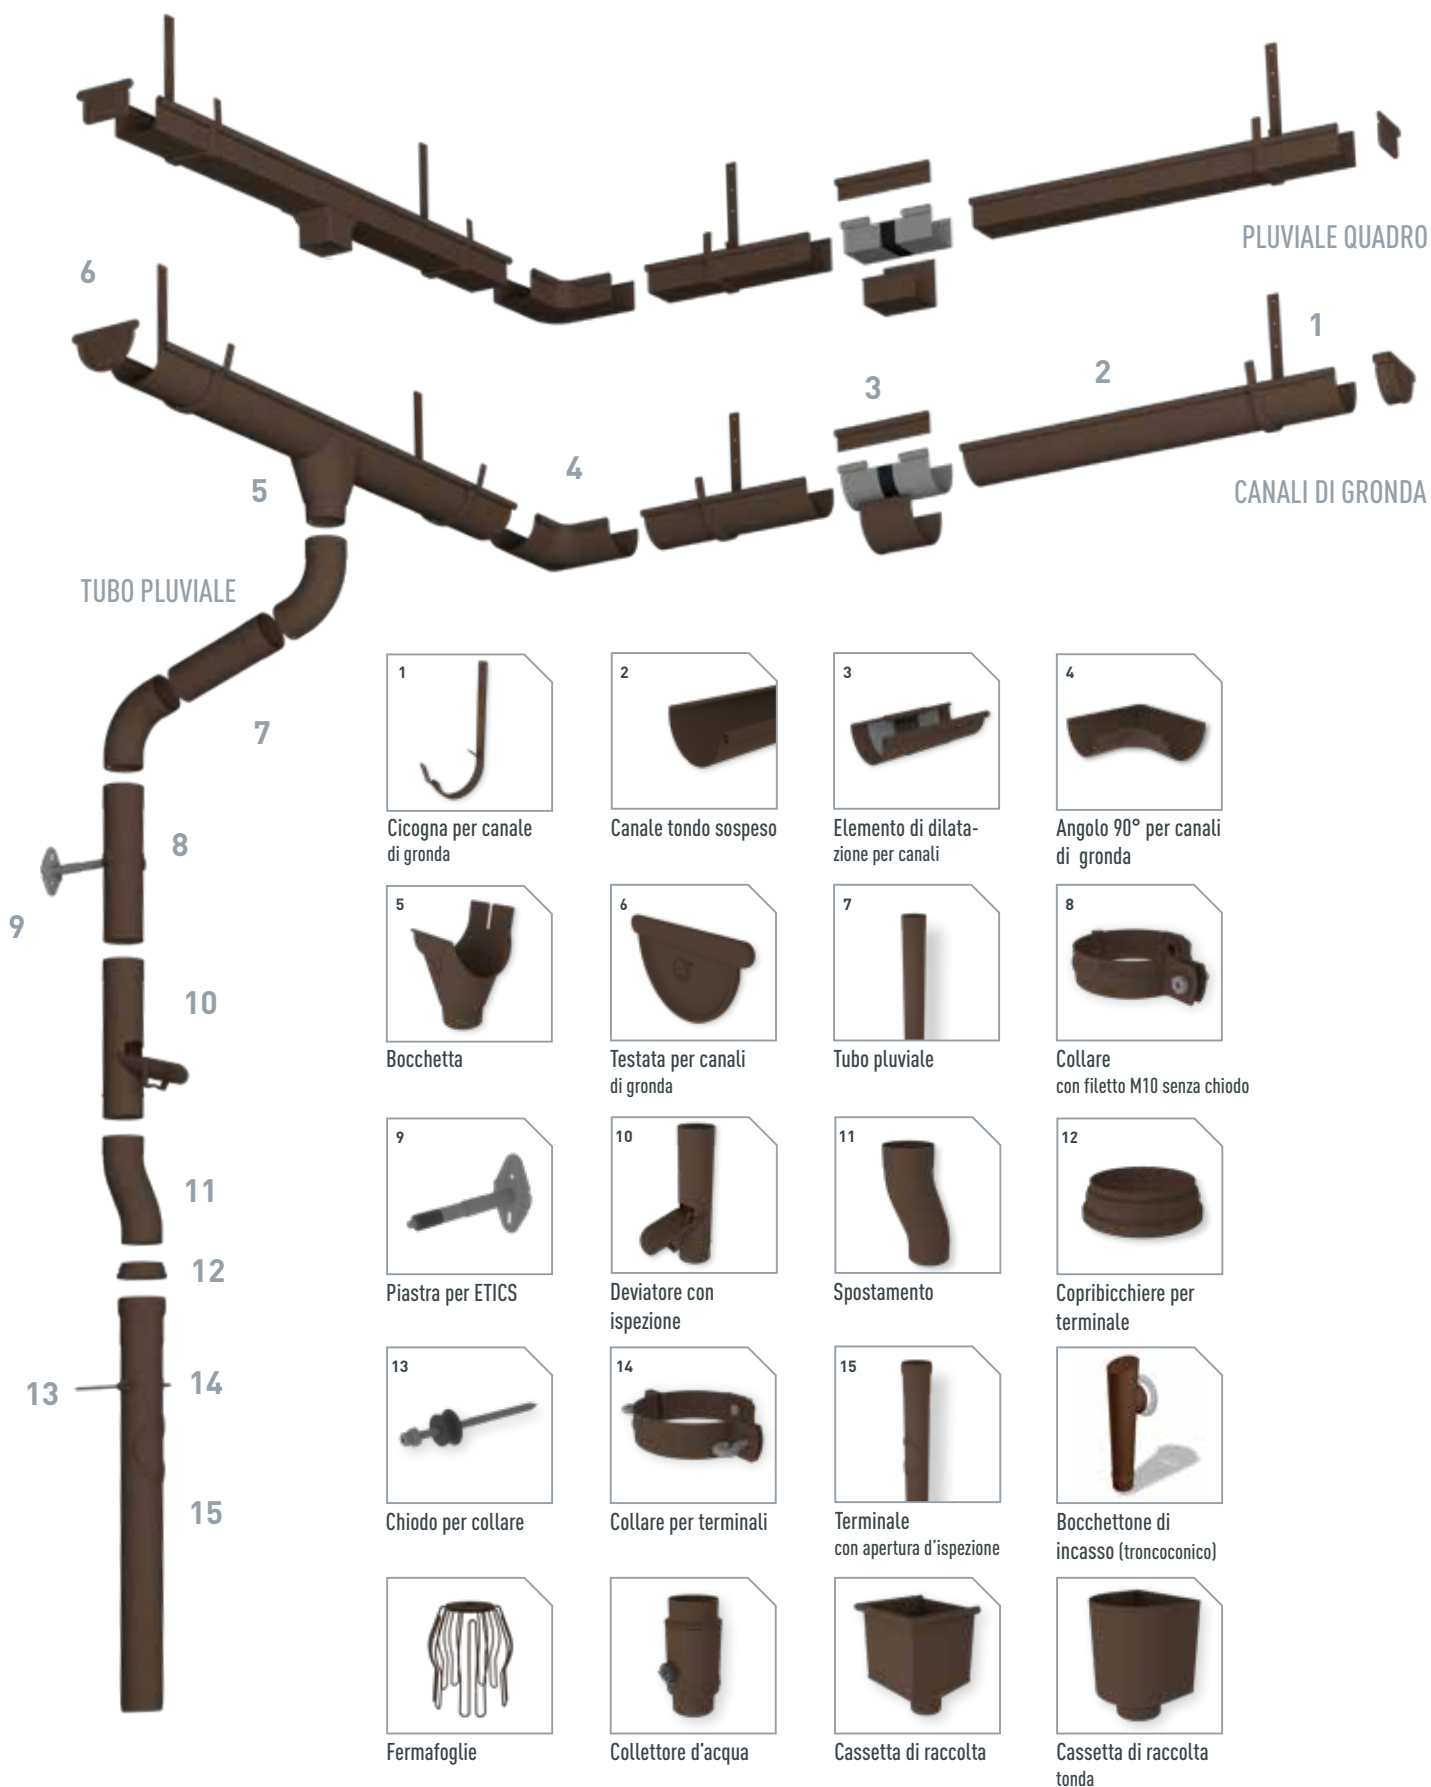 PLUVIALE QUADRO
6
1
2
3
4
5
CANALI DI GRONDA
TUBO PLUVIALE
7
8
9
10
11
12
13
14
15
1
Cicogna per canale
di gronda
2
Canale tondo sospeso
3
Elemento di dilata-
zione per canali
4
Angolo 90° per canali
di gronda
5
Bocchetta
6
Testata per canali
di gronda
7
Tubo pluviale
8
Collare
con filetto M10 senza chiodo
9
Piastra per ETICS
10
Deviatore con
ispezione
11
Spostamento
12
Copribicchiere per
terminale
13
Chiodo per collare
14
Collare per terminali
15
Terminale
con apertura d'ispezione
Bocchettone di
incasso (troncoconico)
Fermafoglie
Collettore d'acqua
Cassetta di raccolta
Cassetta di raccolta
tonda